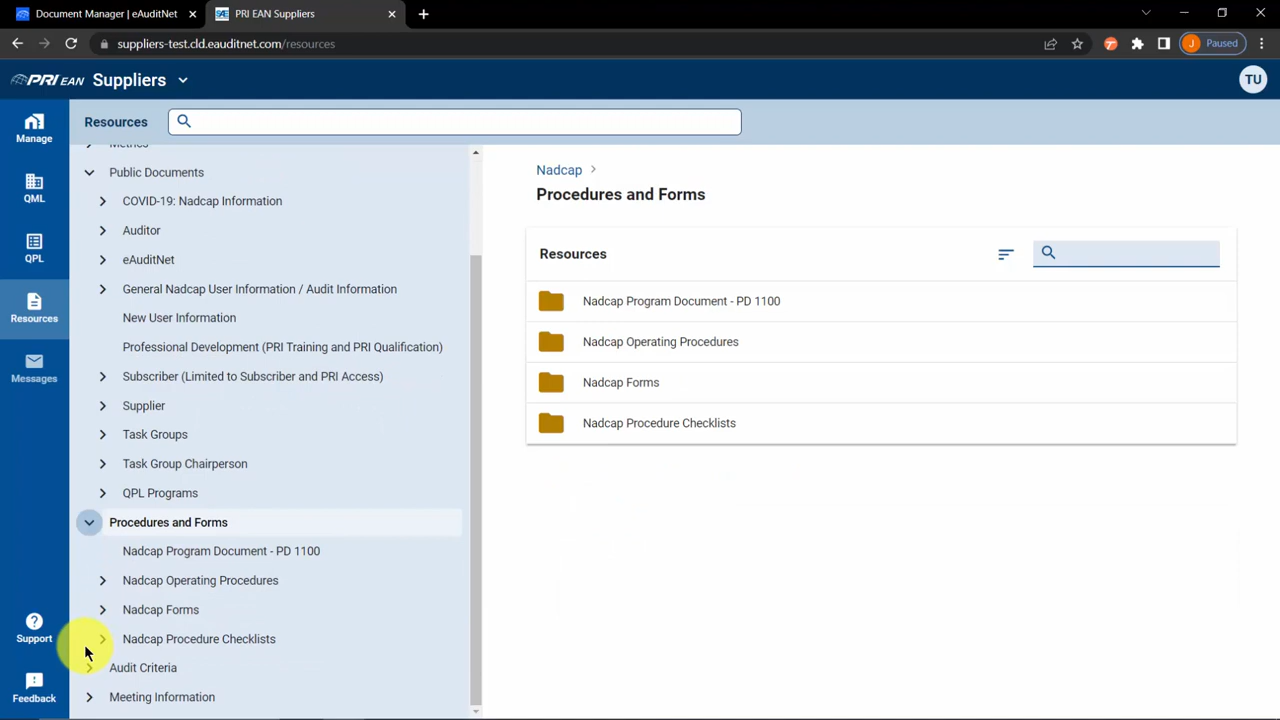 Document Manager | eAuditNet
PRI EAN Suppliers
suppliers-test.cld.eauditnet.com/resources
J Paused
PRI EAN Suppliers
TU
Manage
QML
QPL
Resources
Messages
Support
Feedback
Resources
Metrics
Public Documents
COVID-19: Nadcap Information
Auditor
eAuditNet
General Nadcap User Information / Audit Information
New User Information
Professional Development (PRI Training and PRI Qualification)
Subscriber (Limited to Subscriber and PRI Access)
Supplier
Task Groups
Task Group Chairperson
QPL Programs
Procedures and Forms
Nadcap Program Document - PD 1100
Nadcap Operating Procedures
Nadcap Forms
Nadcap Procedure Checklists
Audit Criteria
Meeting Information
Nadcap
Procedures and Forms
Resources
Nadcap Program Document - PD 1100
Nadcap Operating Procedures
Nadcap Forms
Nadcap Procedure Checklists